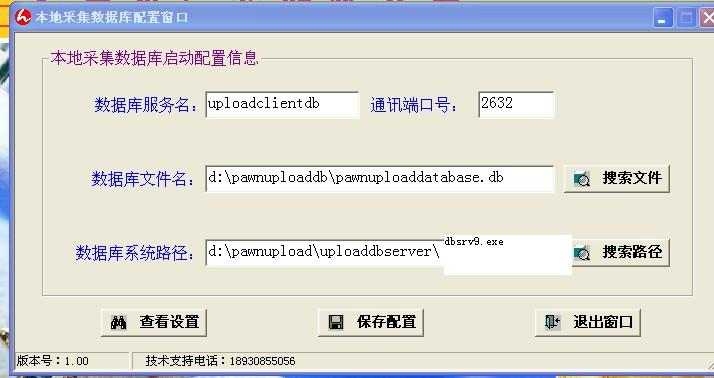 本地采集数据库配置窗口
本地采集数据库启动配置信息
数据库服务名： uploadclientdb 通讯端口号： 2632
数据库文件名： d:\pawnuploaddb\pawnuploaddatabase.db 搜索文件
数据库系统路径： d:\pawnupload\uploaddbserver\ dbsrv9.exe 搜索路径
查看设置 保存配置 退出窗口
版本号：1.00 技术支持电话：18930855056